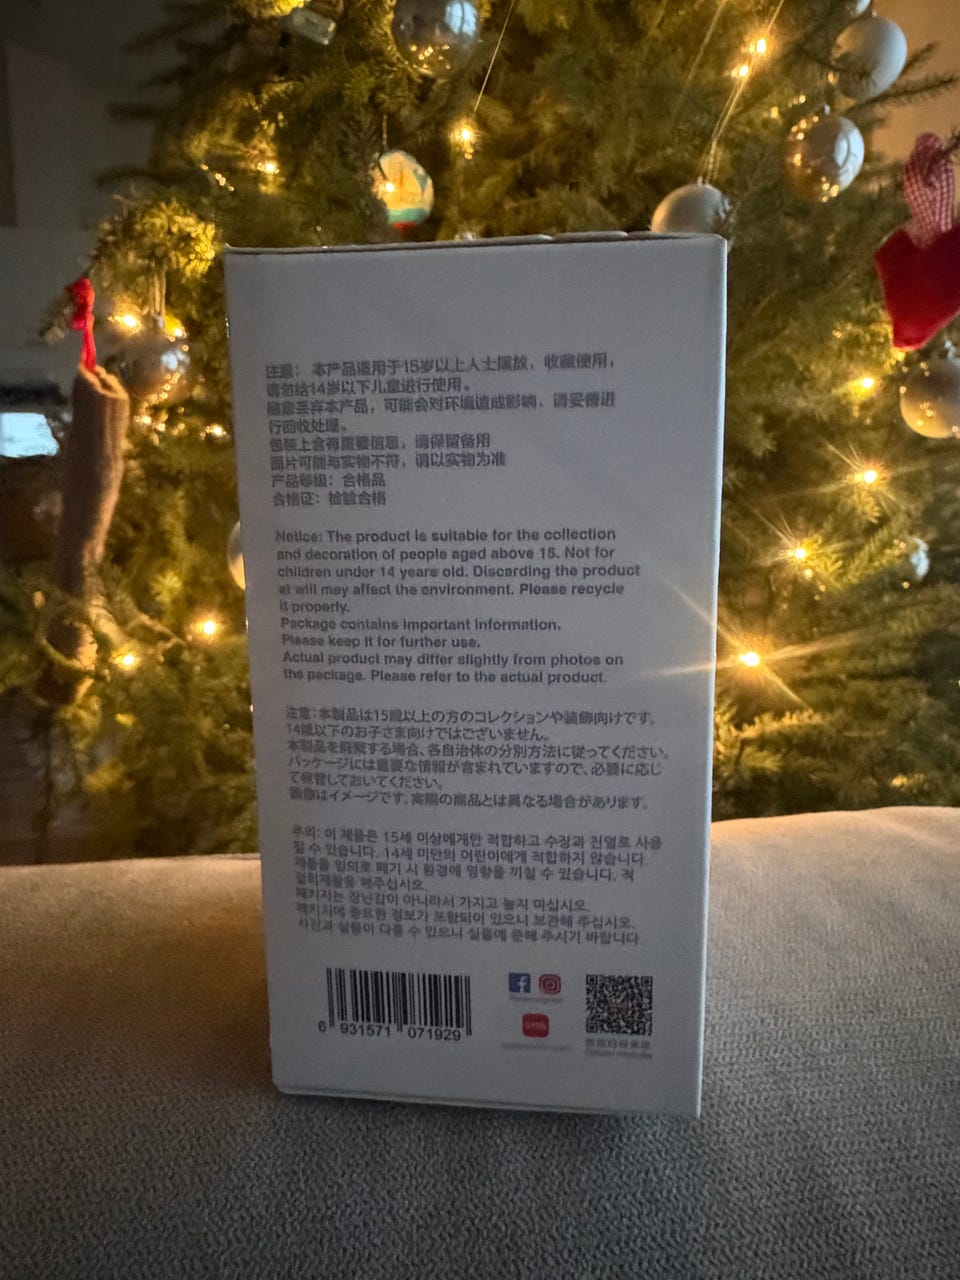 注意：本产品适用于15岁以上人士摆放，收藏使用，
请勿给14岁以下儿童进行使用。
随意丢弃本产品，可能会对环境造成影响，请妥善进
行回收处理。
包装上含有重要信息，请保留备用
图片可能与实物不符，请以实物为准
产品等级：合格品
合格证：检验合格
Notice: The product is suitable for the collection
and decoration of people aged above 15. Not for
children under 14 years old. Discarding the product
at will may affect the environment. Please recycle
it properly.
Package contains important information.
Please keep it for further use.
Actual product may differ slightly from photos on
the package. Please refer to the actual product.
注意：本製品は15歳以上の方のコレクションや装飾向けです。
14歳以下のお子さま向けではございません。
本製品を廃棄する場合、各自治体の分別方法に従ってください。
パッケージには重要な情報が含まれていますので、必要に応じ
て保管しておいてください。
画像はイメージです。実際の商品とは異なる場合があります。
주의: 이 제품은 15세 이상에게만 적합하고 수장과 진열로 사용
할 수 있습니다. 14세 미만의 어린이에게 적합하지 않습니다
제품을 임의로 폐기 시 환경에 영향을 끼칠 수 있습니다. 적
절히재활용 해주십시오.
패키지는 장난감이 아니라서 가지고 놀지 마십시오.
패키지에 중요한 정보가 포함되어 있으니 보관해 주십시오.
사진과 실물이 다를 수 있으니 실물에 준해 주시기 바랍니다.
6 931571 071929
Official Website